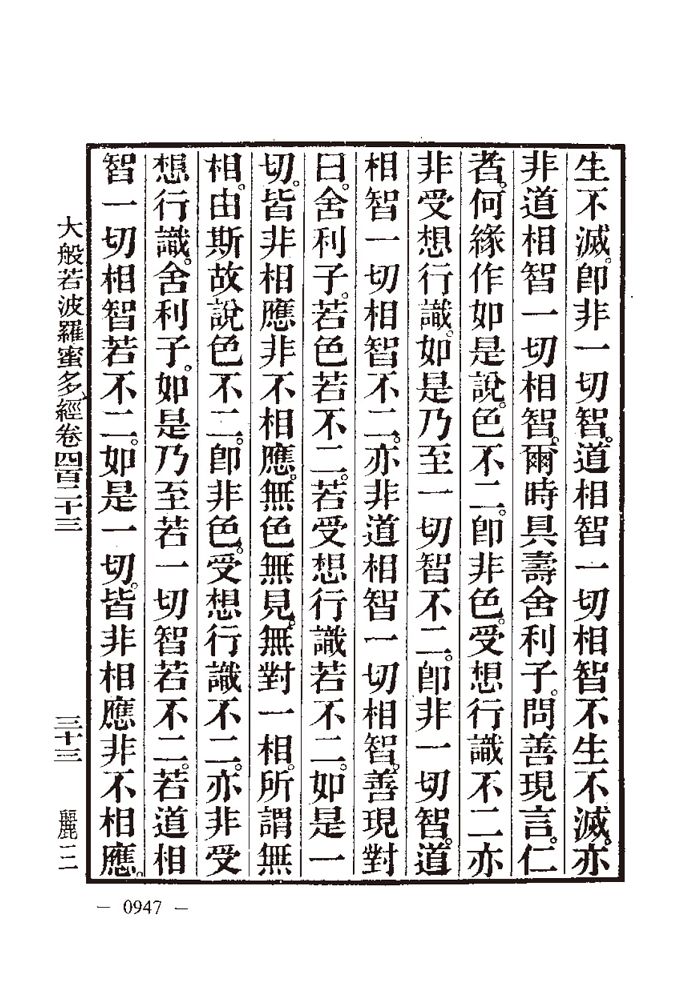 生不滅。卽非一切智。道相智一切相智不生不滅。亦
非道相智一切相智。爾時具壽舍利子。問善現言。仁
者。何緣作如是說。色不二。卽非色。受想行識不二亦
非受想行識。如是乃至一切智不二。卽非一切智。道
相智一切相智不二。亦非道相智一切相智。善現對
曰。舍利子。若色若不二。若受想行識若不二。如是一
切。皆非相應非不相應。無色無見。無對一相。所謂無
相。由斯故說色不二。卽非色。受想行識不二。亦非受
想行識。舍利子。如是乃至若一切智若不二。若道相
智一切相智若不二。如是一切。皆非相應非不相應。
大般若波羅蜜多經卷四百二十三
三十三
麗二
— 0947 —